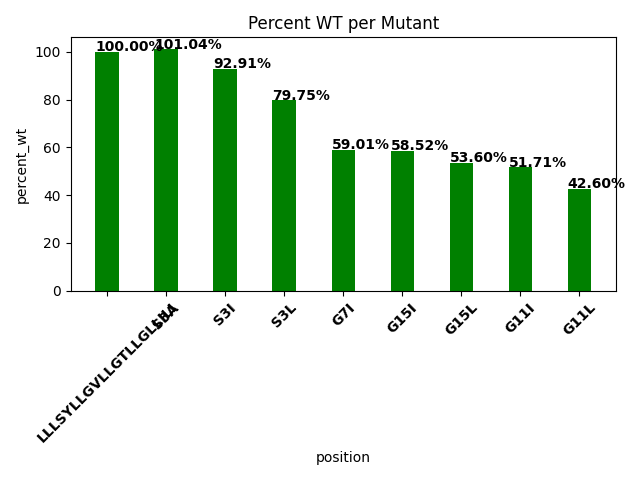 Percent WT per Mutant
100.00%
101.04%
92.91%
79.75%
59.01%
58.52%
53.60%
51.71%
42.60%
100
80
60
40
20
0
percent_wt
S3A
S3I
S3L
G7I
G15I
G15L
G11I
G11L
position